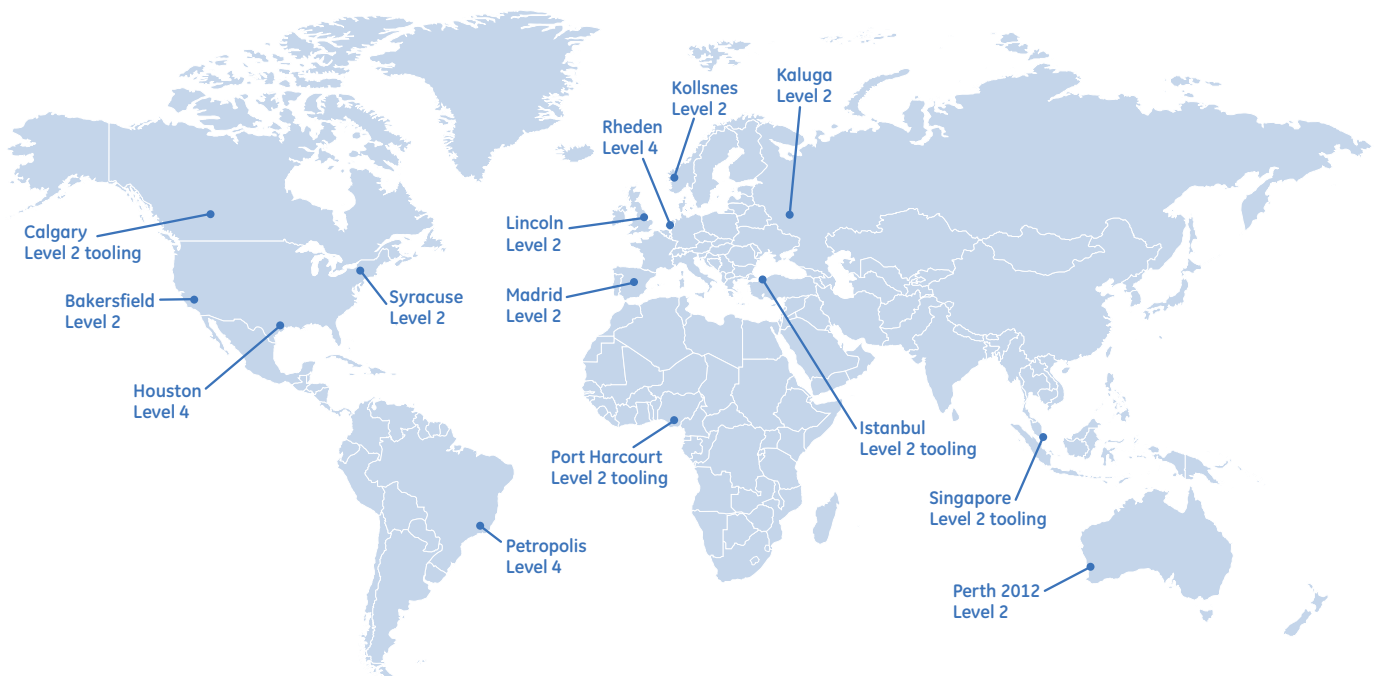 Kaluga
Level 2
Kollsnes
Level 2
Rheden
Level 4
Lincoln
Level 2
Calgary
Level 2 tooling
Madrid
Level 2
Syracuse
Level 2
Bakersfield
Level 2
Houston
Level 4
Istanbul
Level 2 tooling
Port Harcourt
Level 2 tooling
Singapore
Level 2 tooling
Petropolis
Level 4
Perth 2012
Level 2